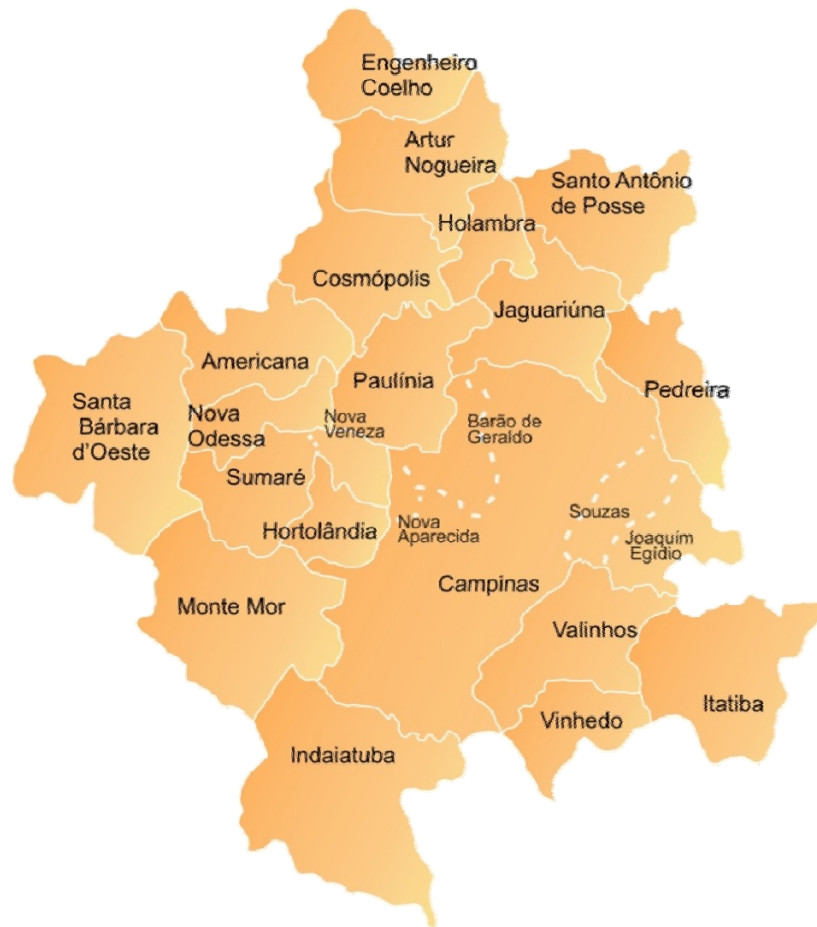 Engenheiro
Coelho
Artur
Nogueira
Santo Antônio
de Posse
Holambra
Cosmópolis
Jaguariúna
Americana
Paulínia
Pedreira
Santa
Bárbara
d'Oeste
Nova
Odessa
Nova
Veneza
Barão de
Geraldo
Sumaré
Hortolândia
Nova
Aparecida
Souzas
Joaquim
Egídio
Campinas
Monte Mor
Valinhos
Itatiba
Vinhedo
Indaiatuba